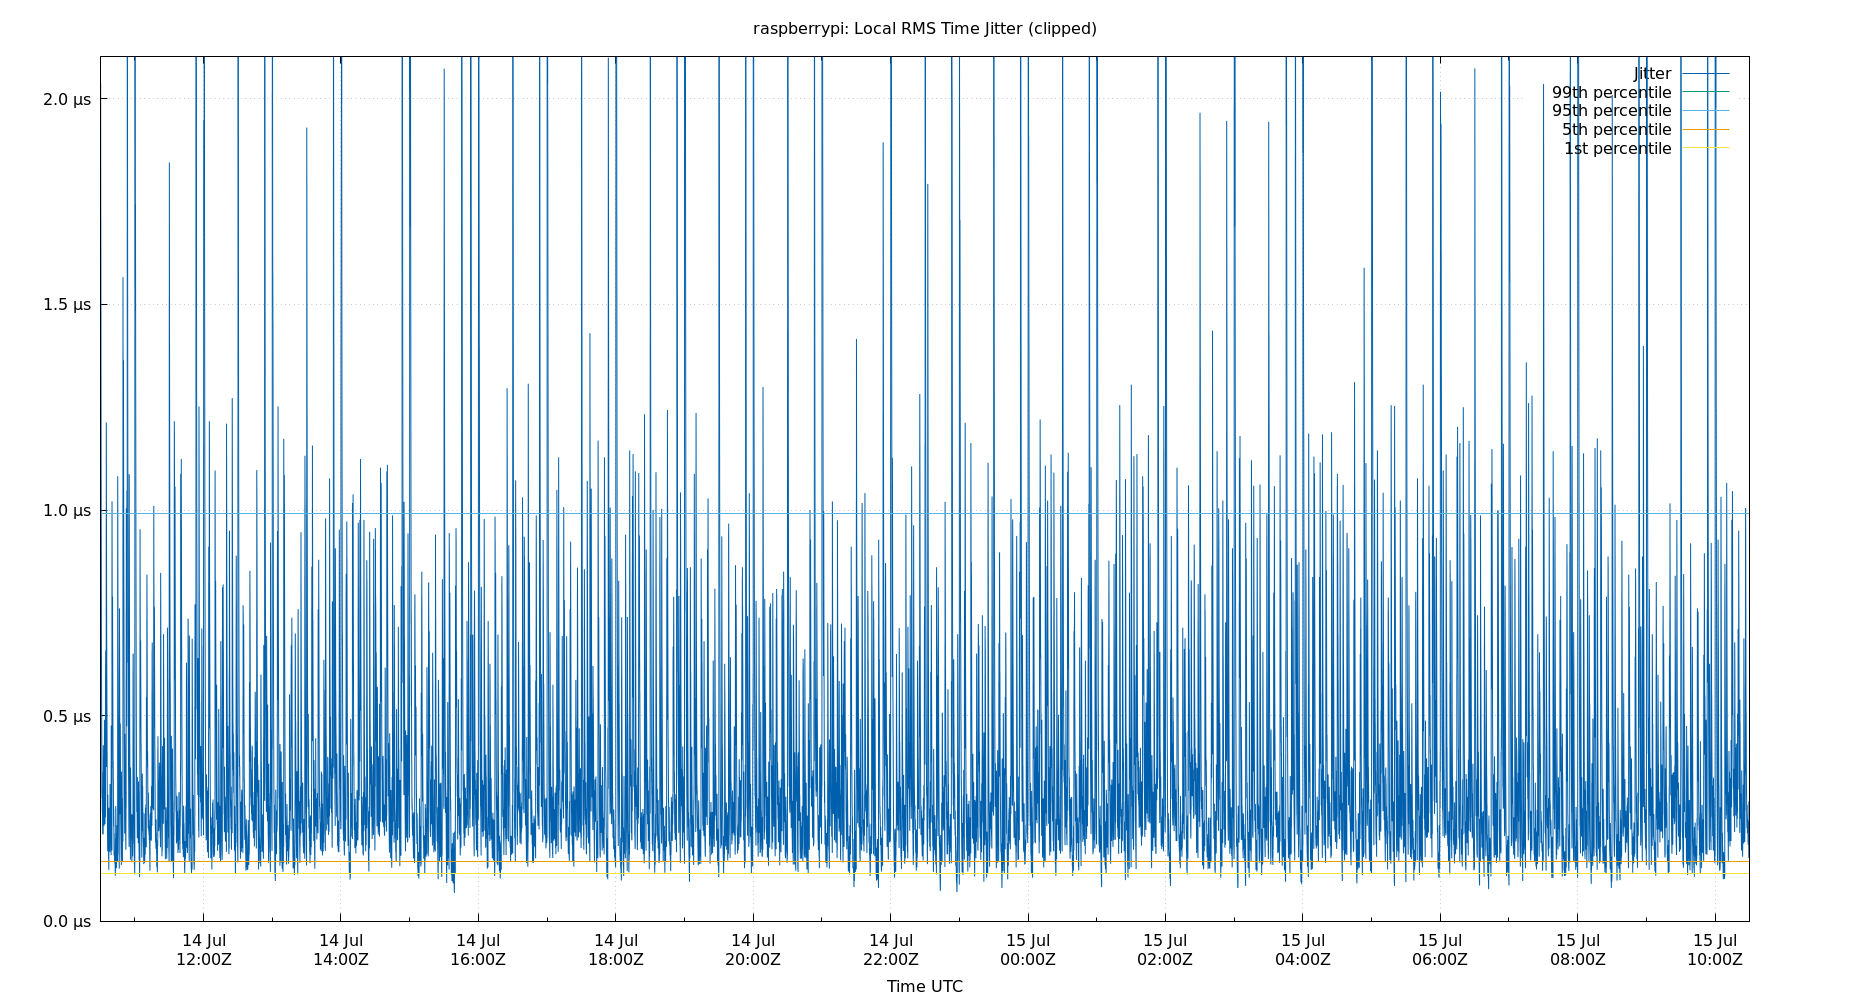 raspberrypi: Local RMS Time Jitter (clipped)
Jitter
99th percentile
95th percentile
5th percentile
1st percentile
2.0 µs
1.5 µs
1.0 µs
0.5 µs
0.0 µs
14 Jul 14 Jul 14 Jul 14 Jul 14 Jul 14 Jul 15 Jul 15 Jul 15 Jul 15 Jul 15 Jul 15 Jul
12:00Z 14:00Z 16:00Z 18:00Z 20:00Z 22:00Z 00:00Z 02:00Z 04:00Z 06:00Z 08:00Z 10:00Z
Time UTC